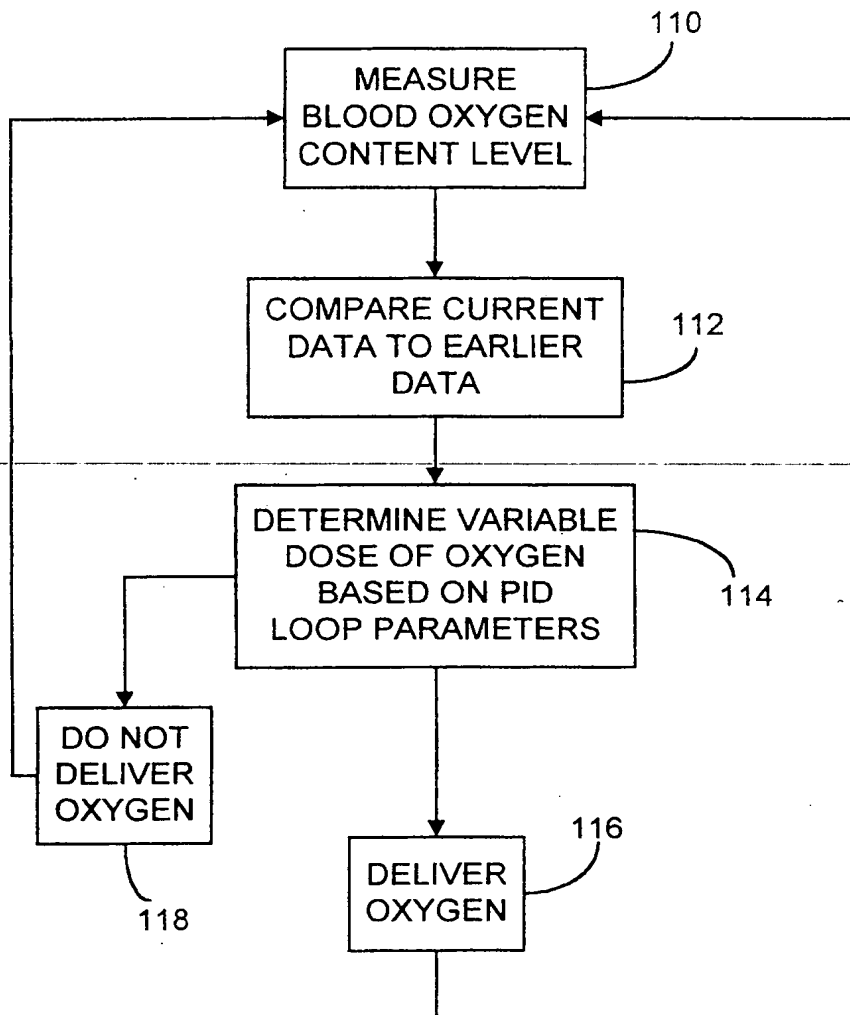 110
MEASURE
BLOOD OXYGEN
CONTENT LEVEL
COMPARE CURRENT
DATA TO EARLIER
DATA
112
DETERMINE VARIABLE
DOSE OF OXYGEN
BASED ON PID
LOOP PARAMETERS
114
DO NOT
DELIVER
OXYGEN
118
DELIVER
OXYGEN
116